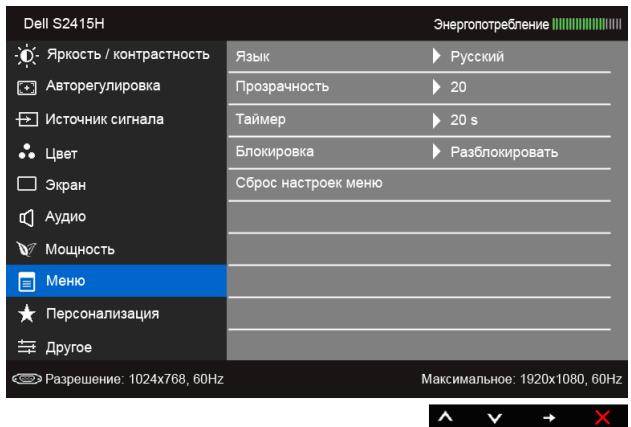 Dell S2415H Энергопотребление
Яркость / контрастность
Авторегулировка
Источник сигнала
Цвет
Экран
Аудио
Мощность
Меню
Персонализация
Другое
Язык Русский
Прозрачность 20
Таймер 20 s
Блокировка Разблокировать
Сброс настроек меню
Разрешение: 1024x768, 60Hz Максимальное: 1920x1080, 60Hz